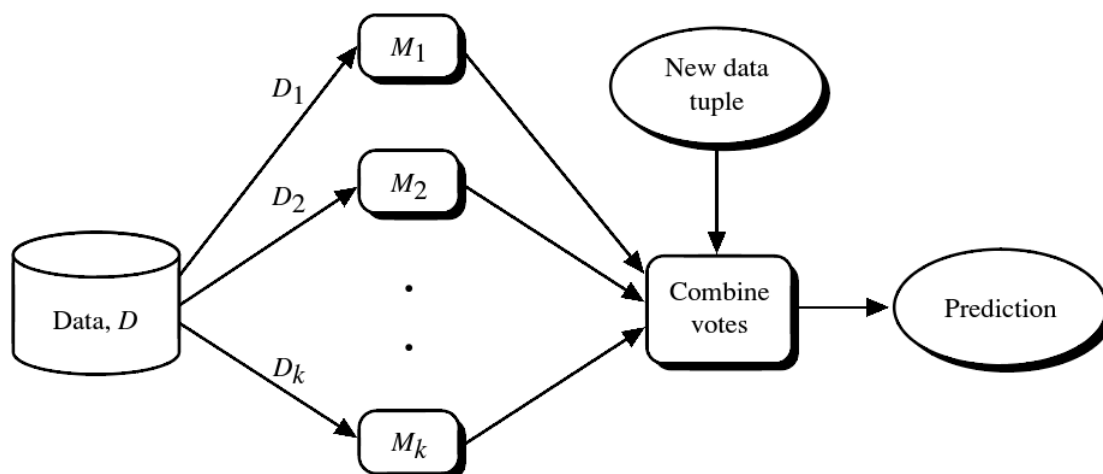 M1
New data
tuple
D1
M2
D2
Combine
votes
Data, D
Prediction
Dk
Mk